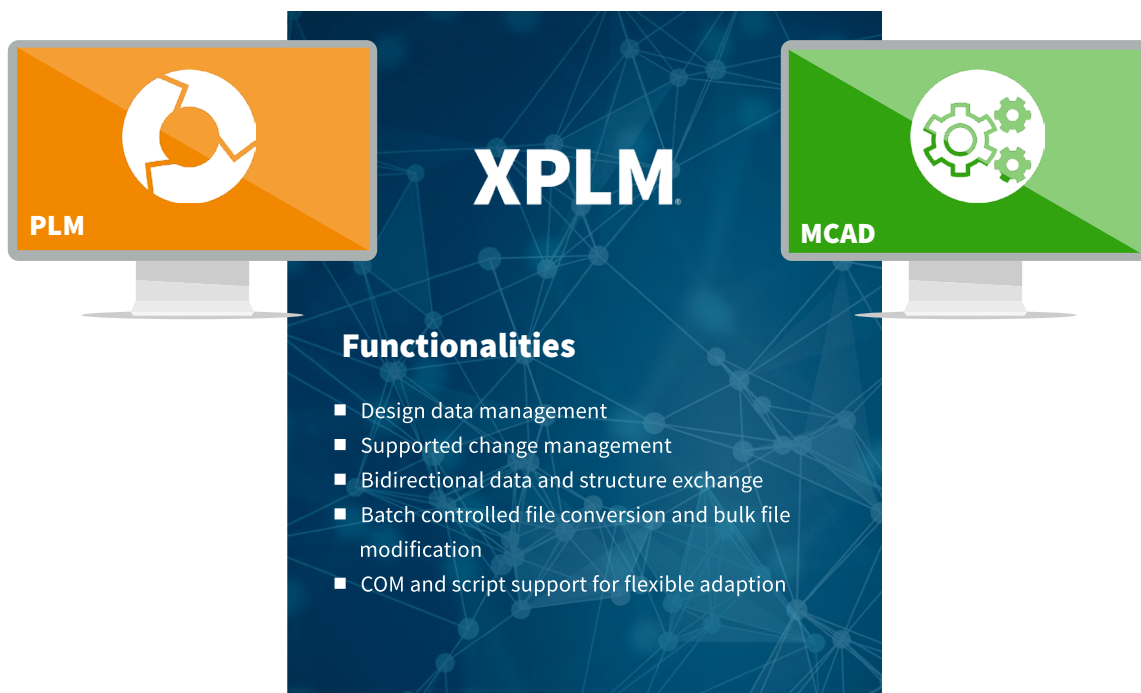 XPLM®
PLM
MCAD
Functionalities
■ Design data management
■ Supported change management
■ Bidirectional data and structure exchange
■ Batch controlled file conversion and bulk file
modification
■ COM and script support for flexible adaption